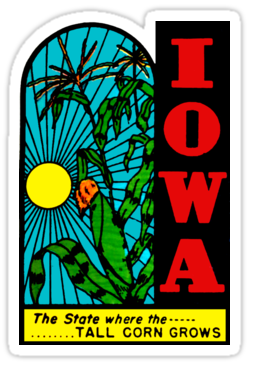 IOWA
The State where the-----
........TALL CORN GROWS